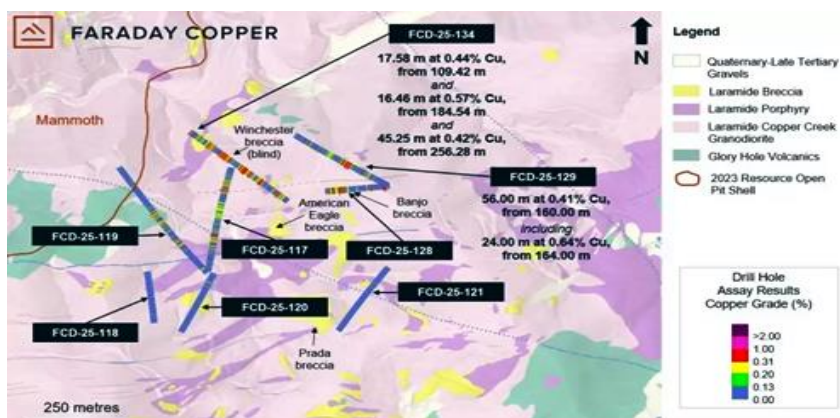 FARADAY COPPER
FCD-25-134
17.58 m at 0.44% Cu,
from 109.42 m
and
16.46 m at 0.57% Cu,
from 184.54 m
and
45.25 m at 0.42% Cu,
from 256.28 m
N
Mammoth
Winchester
breccia
(blind)
FCD-25-129
56.00 m at 0.41% Cu,
from 160.00 m
including
24.00 m at 0.64% Cu,
from 164.00 m
American
Eagle
breccia
Banjo
breccia
FCD-25-119
FCD-25-117
FCD-25-128
FCD-25-118
FCD-25-120
FCD-25-121
Prada
breccia
250 metres
Legend
Quaternary-Late Tertiary
Gravels
Laramide Breccia
Laramide Porphyry
Laramide Copper Creek
Granodiorite
Glory Hole Volcanics
2023 Resource Open
Pit Shell
Drill Hole
Assay Results
Copper Grade (%)
>2.00
1.00
0.31
0.20
0.13
0.00